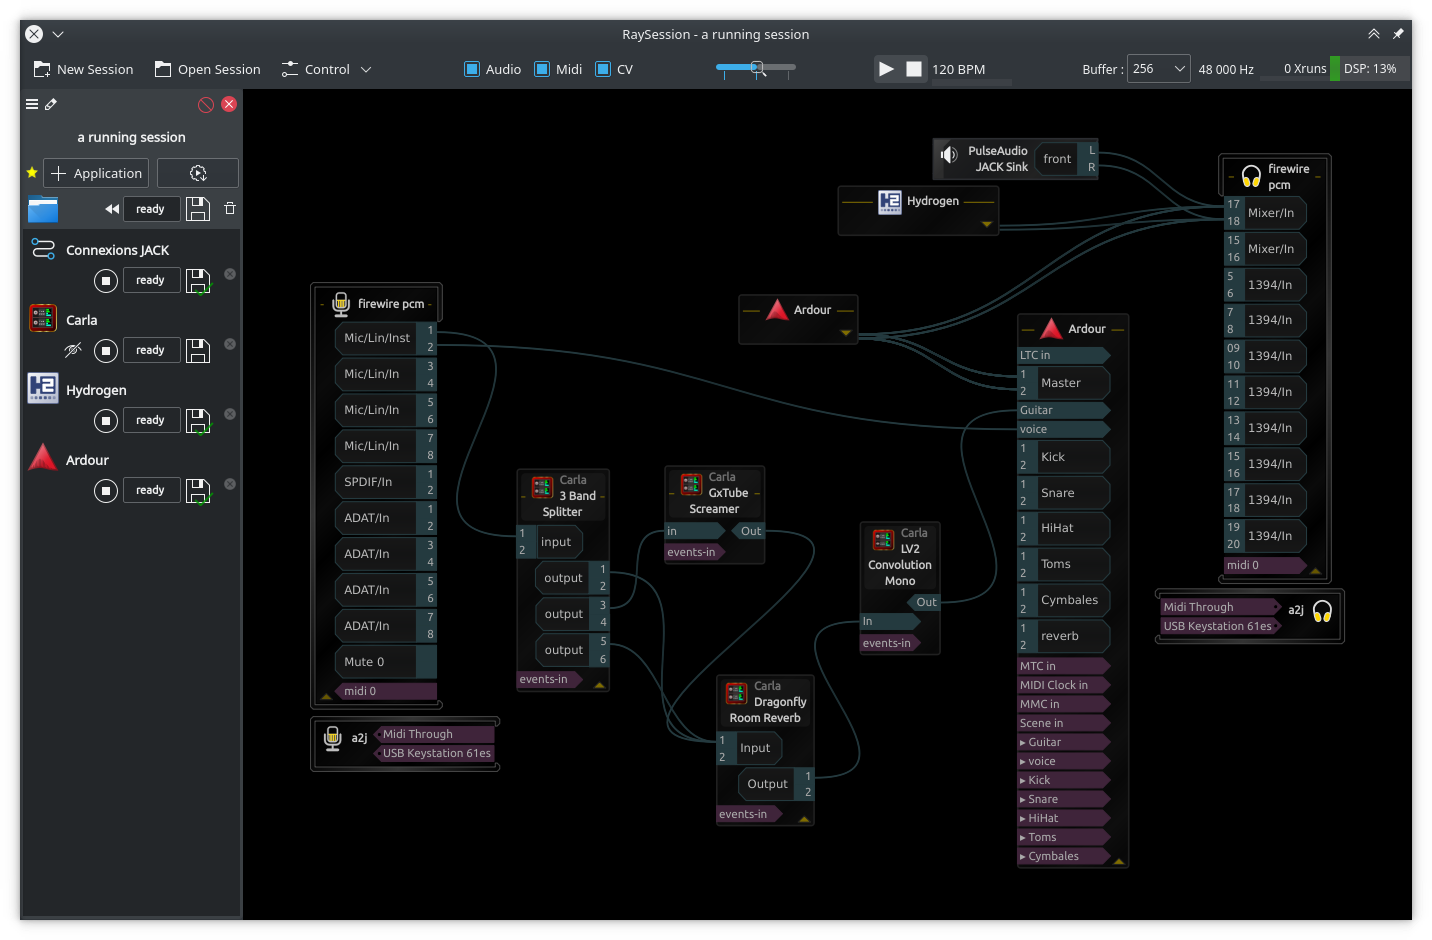 RaySession - a running session
New Session
Open Session
Control
Audio
Midi
CV
120 BPM
Buffer :
256
48 000 Hz
0 Xruns
DSP: 13%
a running session
Application
ready
Connexions JACK
ready
Carla
ready
Hydrogen
ready
Ardour
ready
firewire pcm
Mic/Lin/Inst
1
2
Mic/Lin/In
3
4
Mic/Lin/In
5
6
Mic/Lin/In
7
8
SPDIF/In
1
2
ADAT/In
1
2
ADAT/In
3
4
ADAT/In
5
6
ADAT/In
7
8
Mute 0
midi 0
a2j
Midi Through
USB Keystation 61es
Carla
3 Band
Splitter
1
2
input
output
1
2
output
3
4
output
5
6
events-in
Carla
GxTube
Screamer
in
Out
events-in
Carla
Dragonfly
Room Reverb
1
2
Input
Output
1
2
events-in
Carla
LV2
Convolution
Mono
Out
In
events-in
PulseAudio
JACK Sink
front
L
R
Hydrogen
Ardour
Ardour
LTC in
1
2
Master
Guitar
voice
1
2
Kick
1
2
Snare
1
2
HiHat
1
2
Toms
1
2
Cymbales
1
2
reverb
MTC in
MIDI Clock in
MMC in
Scene in
▸ Guitar
▸ voice
▸ Kick
▸ Snare
▸ HiHat
▸ Toms
▸ Cymbales
firewire
pcm
17
18
Mixer/In
15
16
Mixer/In
5
6
1394/In
7
8
1394/In
09
10
1394/In
11
12
1394/In
13
14
1394/In
15
16
1394/In
17
18
1394/In
19
20
1394/In
midi 0
Midi Through
USB Keystation 61es
a2j